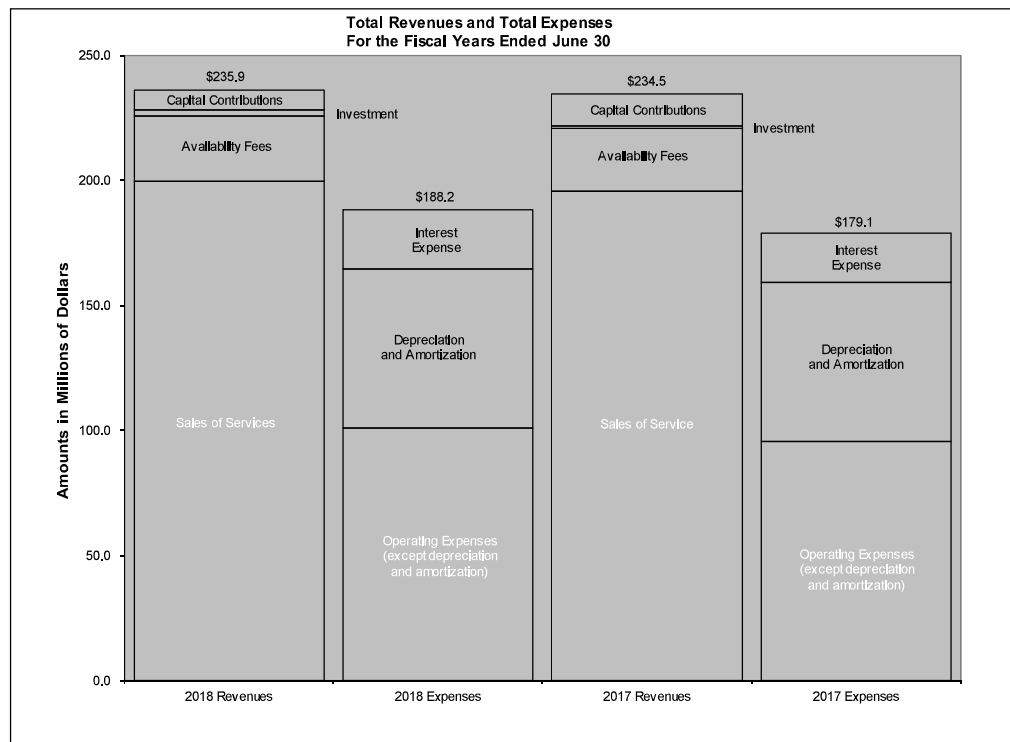 Total Revenues and Total Expenses
For the Fiscal Years Ended June 30
Amounts in Millions of Dollars
250.0
200.0
150.0
100.0
50.0
0.0
$235.9
Capital Contributions
Investment
Availability Fees
Sales of Services
$188.2
Interest
Expense
Depreciation
and Amortization
Operating Expenses
(except depreciation
and amortization)
$234.5
Capital Contributions
Investment
Availability Fees
Sales of Service
$179.1
Interest
Expense
Depreciation
and Amortization
Operating Expenses
(except depreciation
and amortization)
2018 Revenues
2018 Expenses
2017 Revenues
2017 Expenses